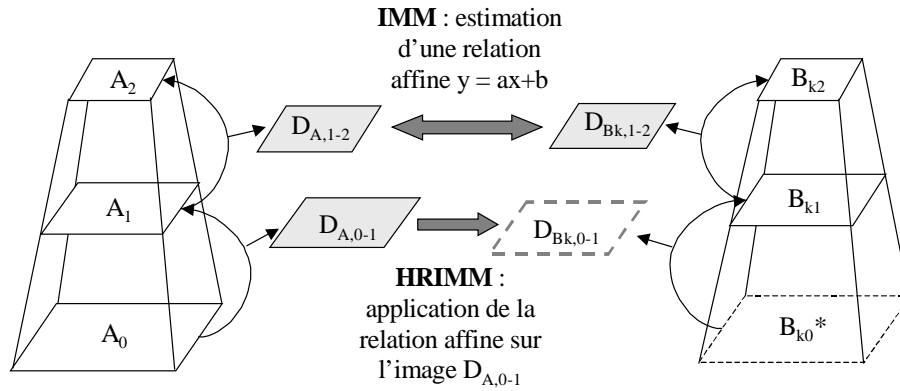 IMM : estimation
d'une relation
affine y = ax+b
A2
Bk2
DA,1-2
DBk,1-2
A1
Bk1
DA,0-1
DBk,0-1
HRIMM :
application de la
relation affine sur
l'image DA,0-1
A0
Bk0*